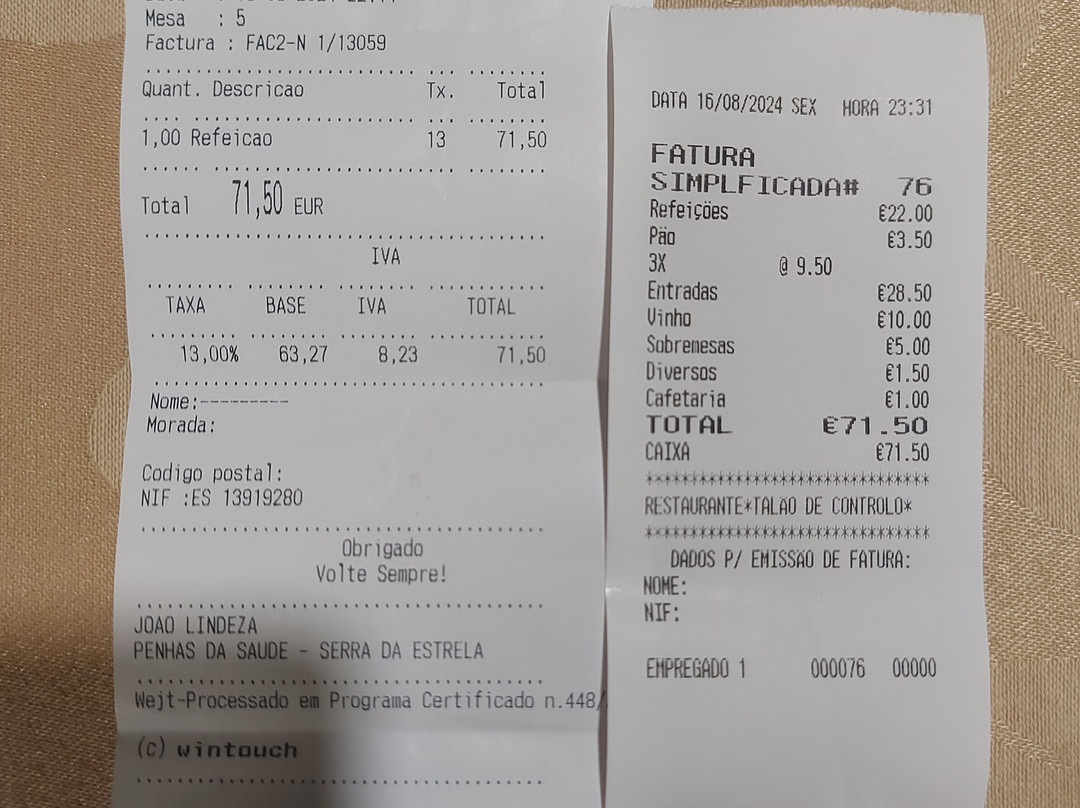 Mesa : 5
Factura : FAC2-N 1/13059
Quant. Descricao Tx. Total
1,00 Refeicao 13 71,50
Total 71,50 EUR
IVA
TAXA BASE IVA TOTAL
13,00% 63,27 8,23 71,50
Nome:---------
Morada:
Codigo postal:
NIF :ES 13919280
Obrigado
Volte Sempre!
JOAO LINDEZA
PENHAS DA SAUDE - SERRA DA ESTRELA
Wejt-Processado em Programa Certificado n.448/
(C) wintouch
DATA 16/08/2024 SEX HORA 23:31
FATURA
SIMPLFICADA# 76
Refeições €22.00
Pão €3.50
3X @ 9.50
Entradas €28.50
Vinho €10.00
Sobremesas €5.00
Diversos €1.50
Cafetaria €1.00
TOTAL €71.50
CAIXA €71.50
******************************
RESTAURANTE*TALÃO DE CONTROLO*
******************************
DADOS P/ EMISSÃO DE FATURA:
NOME:
NIF:
EMPREGADO 1 000076 00000